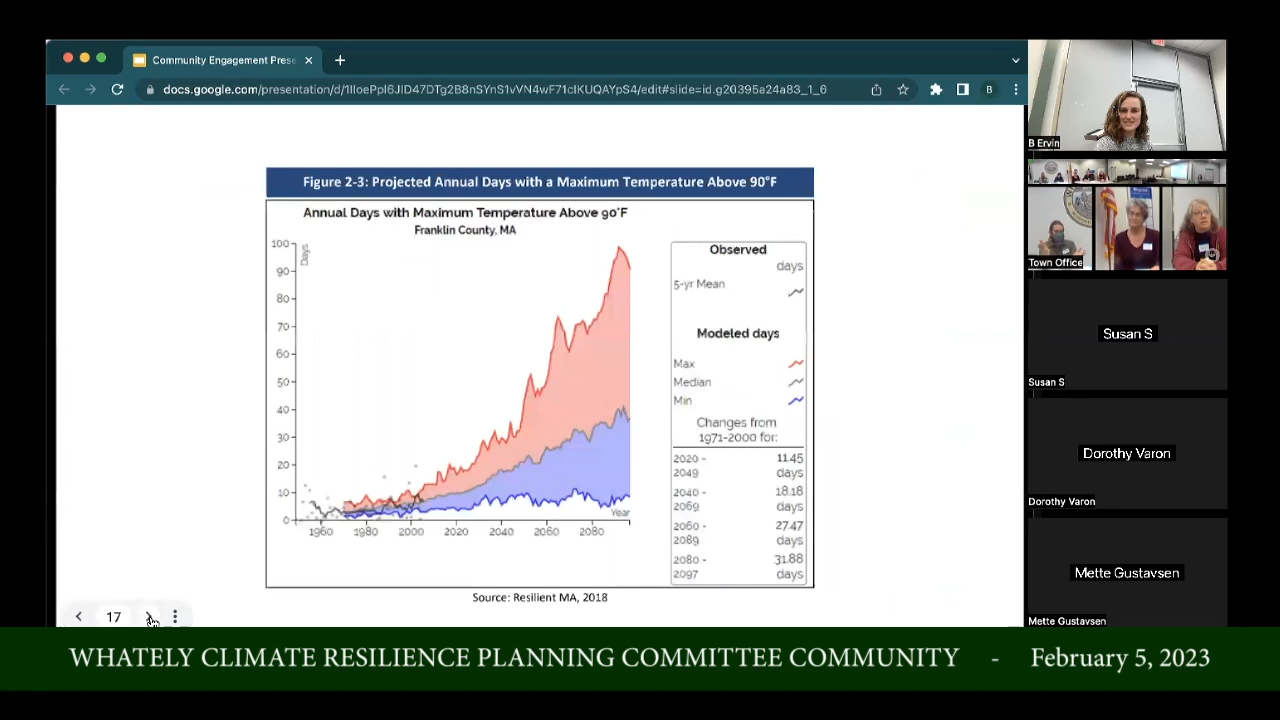 Community Engagement Prese
docs.google.com/presentation/d/1IloePpI6JID47DTg2B8nSYnS1vVN4wF71cIKUQAYpS4/edit#slide=id.g20395a24a83_1_6
B
Figure 2-3: Projected Annual Days with a Maximum Temperature Above 90°F
Annual Days with Maximum Temperature Above 90°F
Franklin County, MA
Days
100
90
80
70
60
50
40
30
20
10
0
Year
1960 1980 2000 2020 2040 2060 2080
Observed
days
5-yr Mean
Modeled days
Max
Median
Min
Changes from
1971-2000 for:
2020 - 11.45
2049 days
2040 - 18.18
2069 days
2060 - 27.47
2089 days
2080 - 31.88
2097 days
Source: Resilient MA, 2018
17
B Ervin
Town Office
Susan S
Susan S
Dorothy Varon
Dorothy Varon
Mette Gustavsen
Mette Gustavsen
WHATELY CLIMATE RESILIENCE PLANNING COMMITTEE COMMUNITY - February 5, 2023